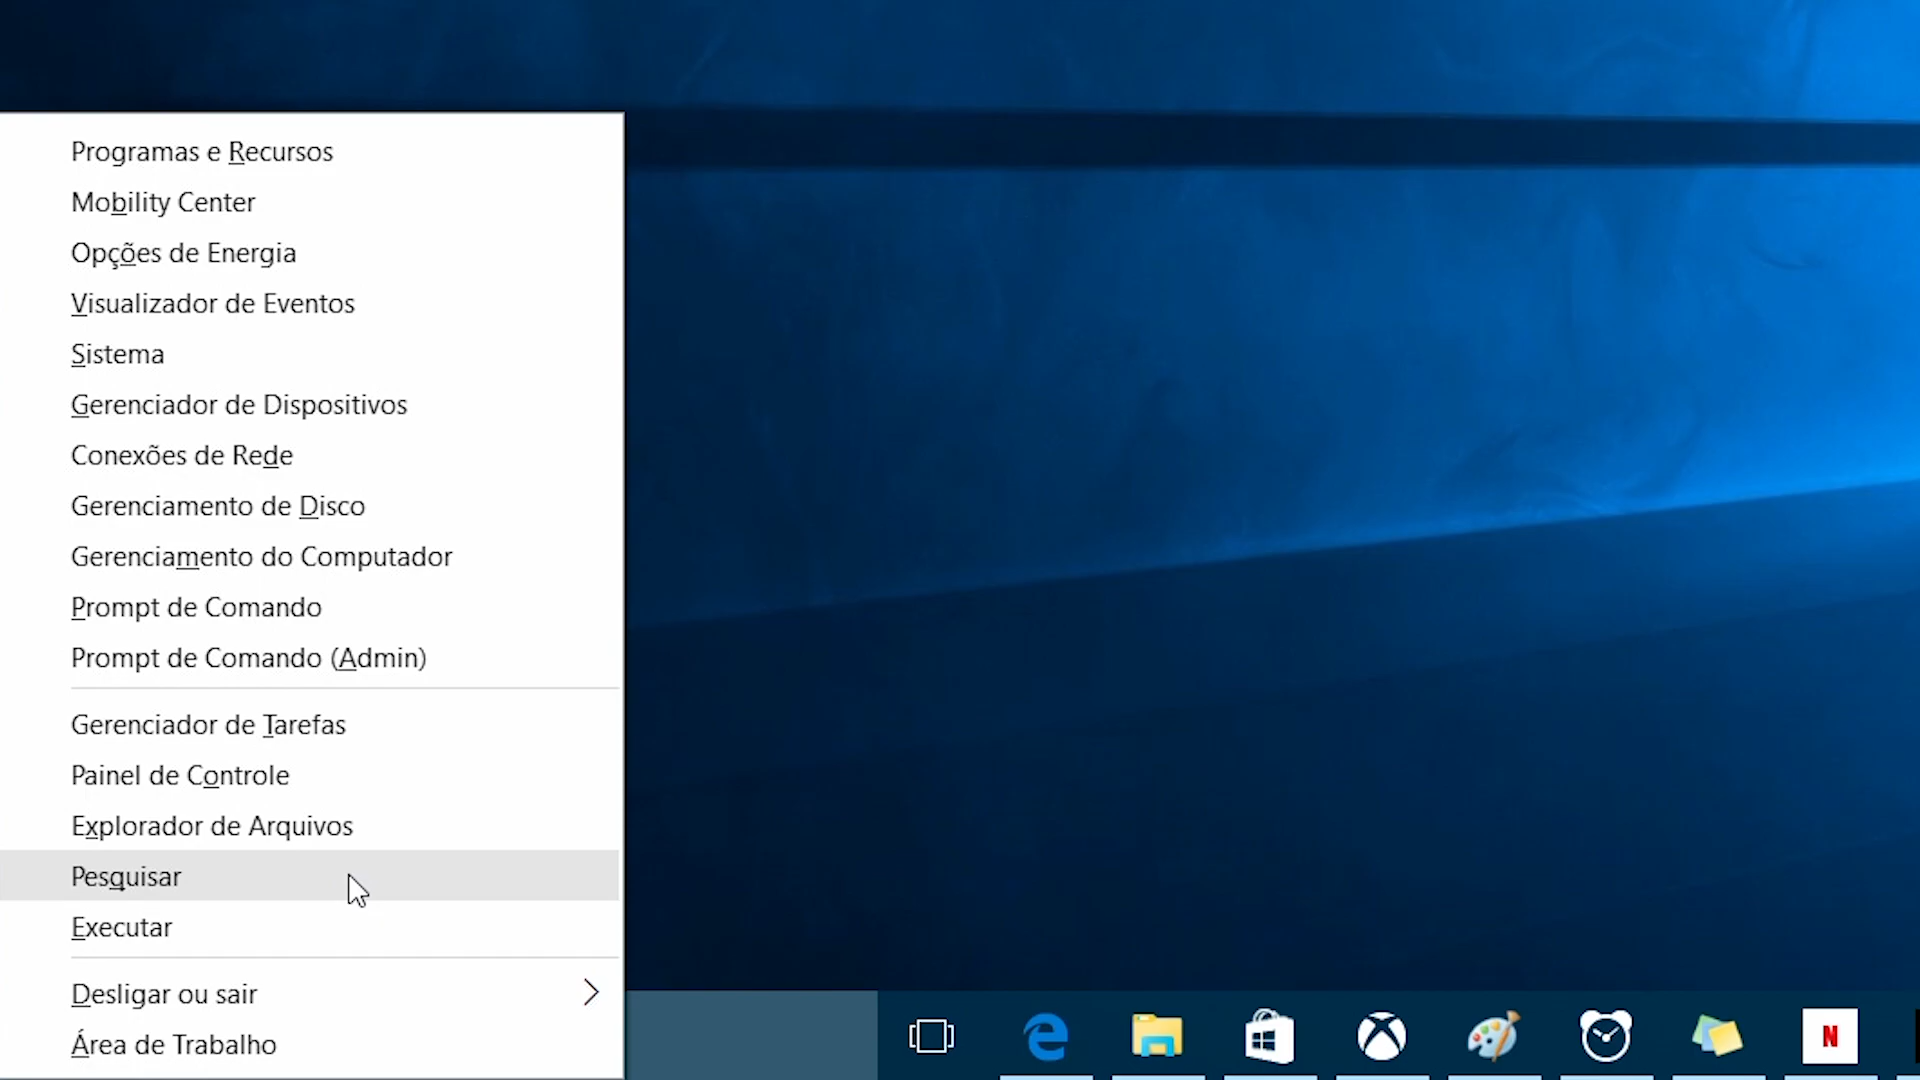 Programas e Recursos
Mobility Center
Opções de Energia
Visualizador de Eventos
Sistema
Gerenciador de Dispositivos
Conexões de Rede
Gerenciamento de Disco
Gerenciamento do Computador
Prompt de Comando
Prompt de Comando (Admin)
Gerenciador de Tarefas
Painel de Controle
Explorador de Arquivos
Pesquisar
Executar
Desligar ou sair
Área de Trabalho
N